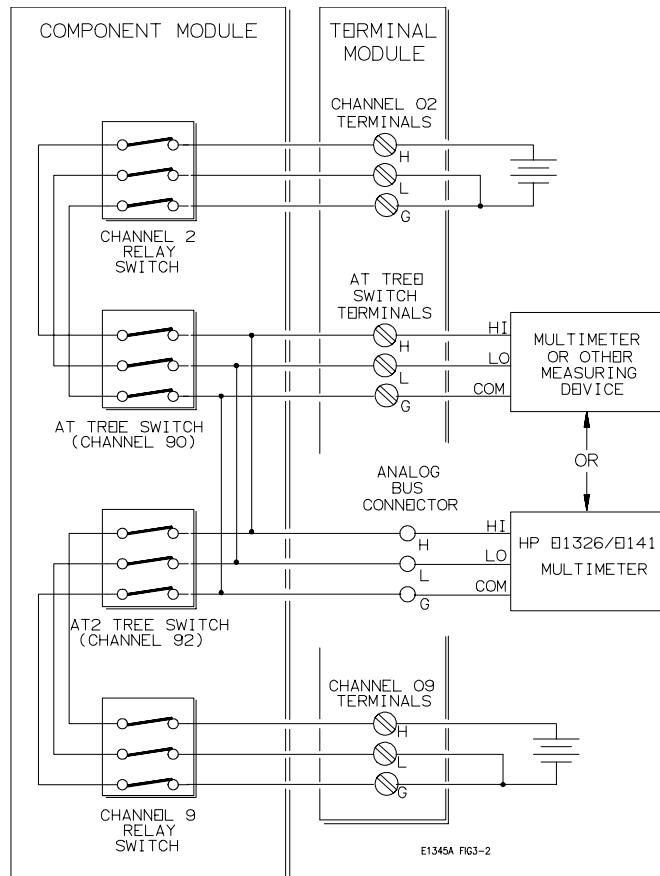 COMPONENT MODULE
TERMINAL
MODULE
CHANNEL 02
TERMINALS
H
L
G
CHANNEL 2
RELAY
SWITCH
AT TREE
SWITCH
TERMINALS
H
L
G
HI
LO
COM
MULTIMETER
OR OTHER
MEASURING
DEVICE
AT TREE SWITCH
(CHANNEL 90)
OR
ANALOG
BUS
CONNECTOR
H
L
G
HI
LO
COM
HP E1326/E141
MULTIMETER
AT2 TREE SWITCH
(CHANNEL 92)
CHANNEL 09
TERMINALS
H
L
G
CHANNEL 9
RELAY
SWITCH
E1345A FIG3-2